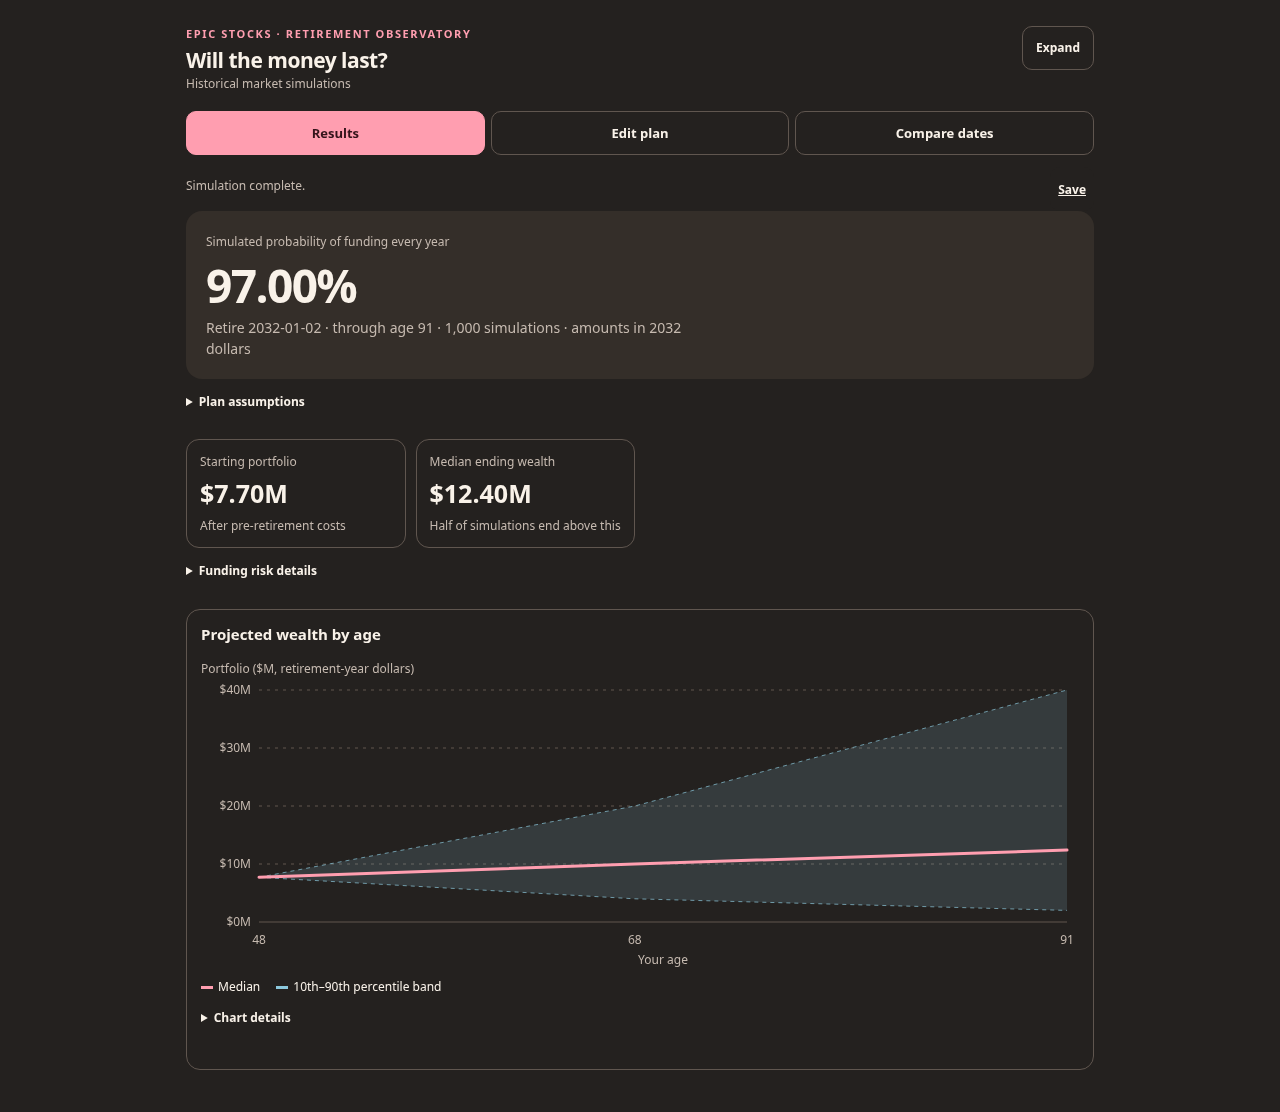 EPIC STOCKS · RETIREMENT OBSERVATORY
Will the money last?
Historical market simulations
Expand
Results
Edit plan
Compare dates
Simulation complete.
Save
Simulated probability of funding every year
97.00%
Retire 2032-01-02 · through age 91 · 1,000 simulations · amounts in 2032
dollars
Plan assumptions
Starting portfolio
$7.70M
After pre-retirement costs
Median ending wealth
$12.40M
Half of simulations end above this
Funding risk details
Projected wealth by age
Portfolio ($M, retirement-year dollars)
$40M
$30M
$20M
$10M
$0M
48
68
91
Your age
Median
10th–90th percentile band
Chart details